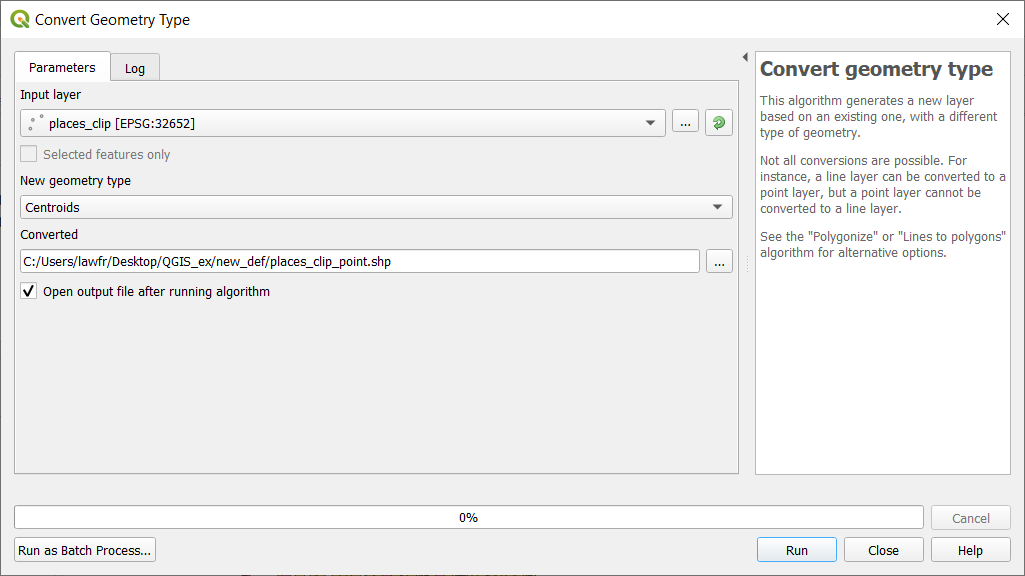 Convert Geometry Type
Parameters
Log
Input layer
places_clip [EPSG:32652]
...
Selected features only
New geometry type
Centroids
Converted
C:/Users/lawfr/Desktop/QGIS_ex/new_def/places_clip_point.shp
...
Open output file after running algorithm
Convert geometry type
This algorithm generates a new layer
based on an existing one, with a different
type of geometry.
Not all conversions are possible. For
instance, a line layer can be converted to a
point layer, but a point layer cannot be
converted to a line layer.
See the "Polygonize" or "Lines to polygons"
algorithm for alternative options.
0%
Cancel
Run as Batch Process...
Run
Close
Help